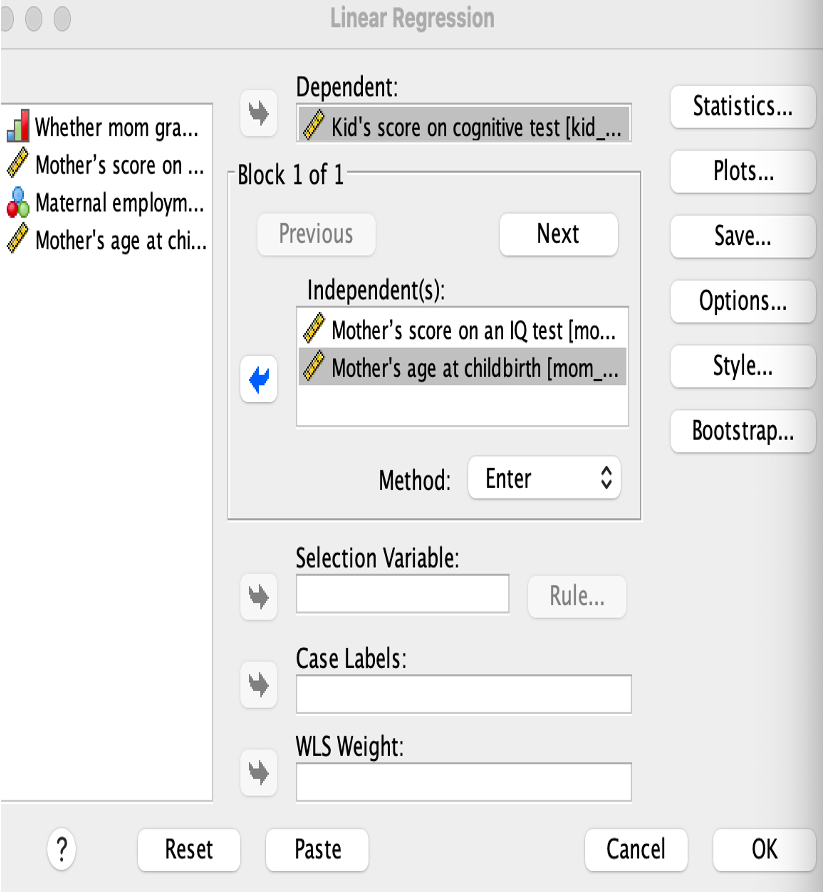 Linear Regression
Whether mom gra...
Mother's score on ...
Maternal employm...
Mother's age at chi...
Dependent:
Kid's score on cognitive test [kid_...
Block 1 of 1
Previous
Next
Independent(s):
Mother's score on an IQ test [mo...
Mother's age at childbirth [mom_...
Method:
Enter
Selection Variable:
Rule...
Case Labels:
WLS Weight:
Statistics...
Plots...
Save...
Options...
Style...
Bootstrap...
?
Reset
Paste
Cancel
OK